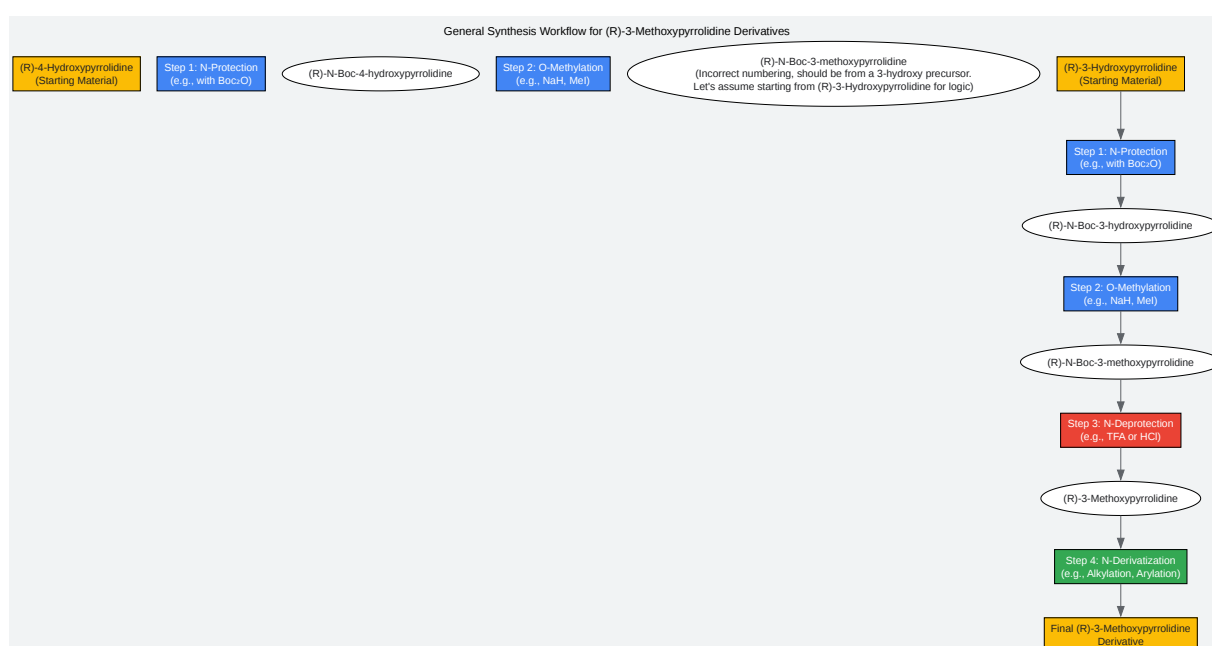 General Synthesis Workflow for (R)-3-Methoxypyrrolidine Derivatives
(R)-4-Hydroxypyrrolidine
(Starting Material)
Step 1: N-Protection
(e.g., with Boc₂O)
(R)-N-Boc-4-hydroxypyrrolidine
Step 2: O-Methylation
(e.g., NaH, MeI)
(R)-N-Boc-3-methoxypyrrolidine
(Incorrect numbering, should be from a 3-hydroxy precursor.
Let's assume starting from (R)-3-Hydroxypyrrolidine for logic)
(R)-3-Hydroxypyrrolidine
(Starting Material)
Step 1: N-Protection
(e.g., with Boc₂O)
(R)-N-Boc-3-hydroxypyrrolidine
Step 2: O-Methylation
(e.g., NaH, MeI)
(R)-N-Boc-3-methoxypyrrolidine
Step 3: N-Deprotection
(e.g., TFA or HCl)
(R)-3-Methoxypyrrolidine
Step 4: N-Derivatization
(e.g., Alkylation, Arylation)
Final (R)-3-Methoxypyrrolidine
Derivative